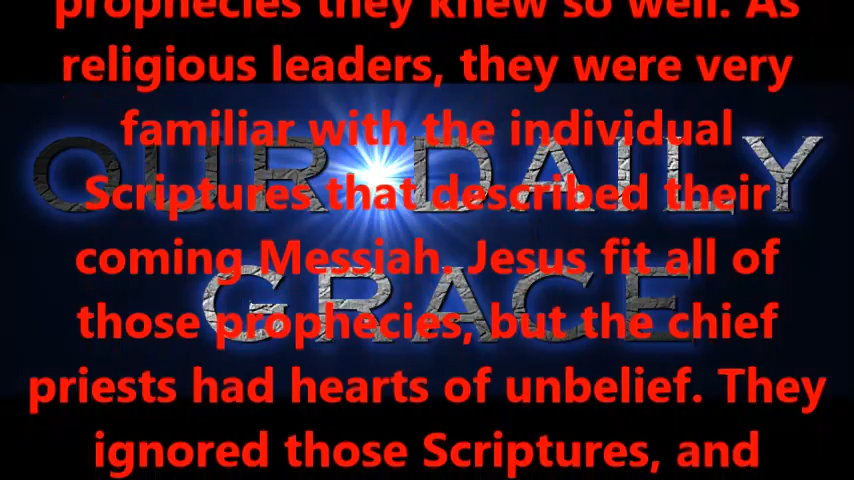 prophecies they knew so well. As
religious leaders, they were very
familiar with the individual
OUR DAILY
Scriptures that described their
coming Messiah. Jesus fit all of
GRACE
those prophecies, but the chief
priests had hearts of unbelief. They
ignored those Scriptures, and